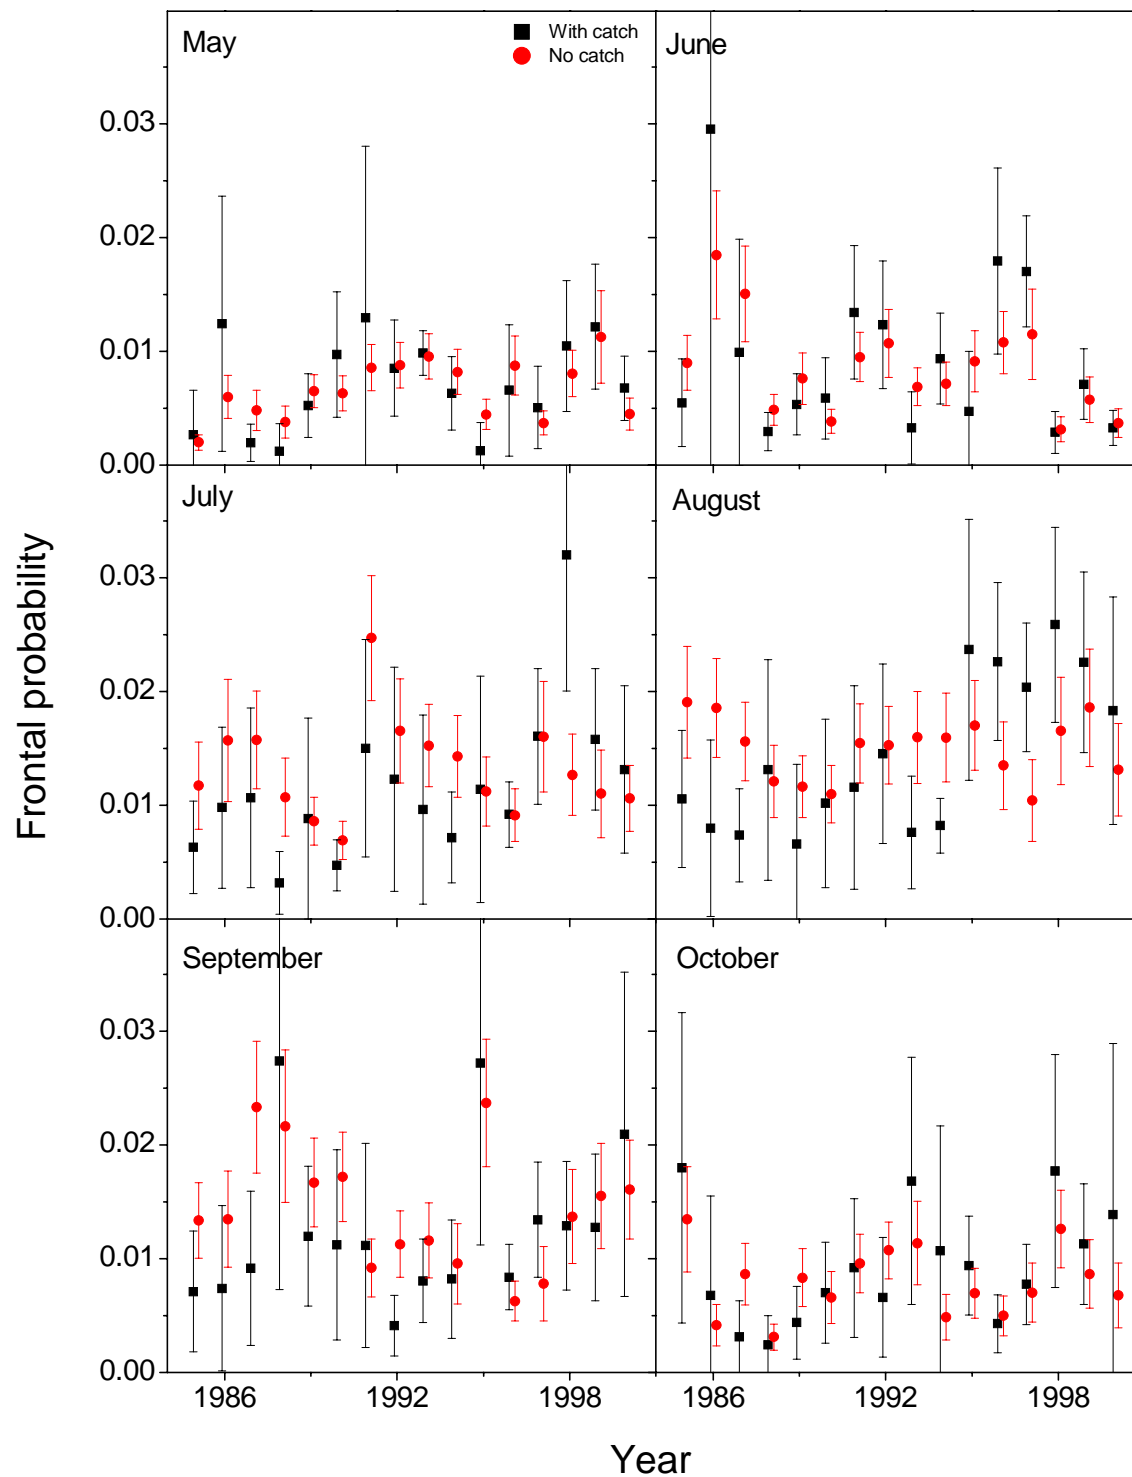 May
With catch
No catch
June
0.03
0.02
0.01
0.00
July
August
0.03
0.02
0.01
0.00
Frontal probability
September
October
0.03
0.02
0.01
0.00
1986
1992
1998
1986
1992
1998
Year